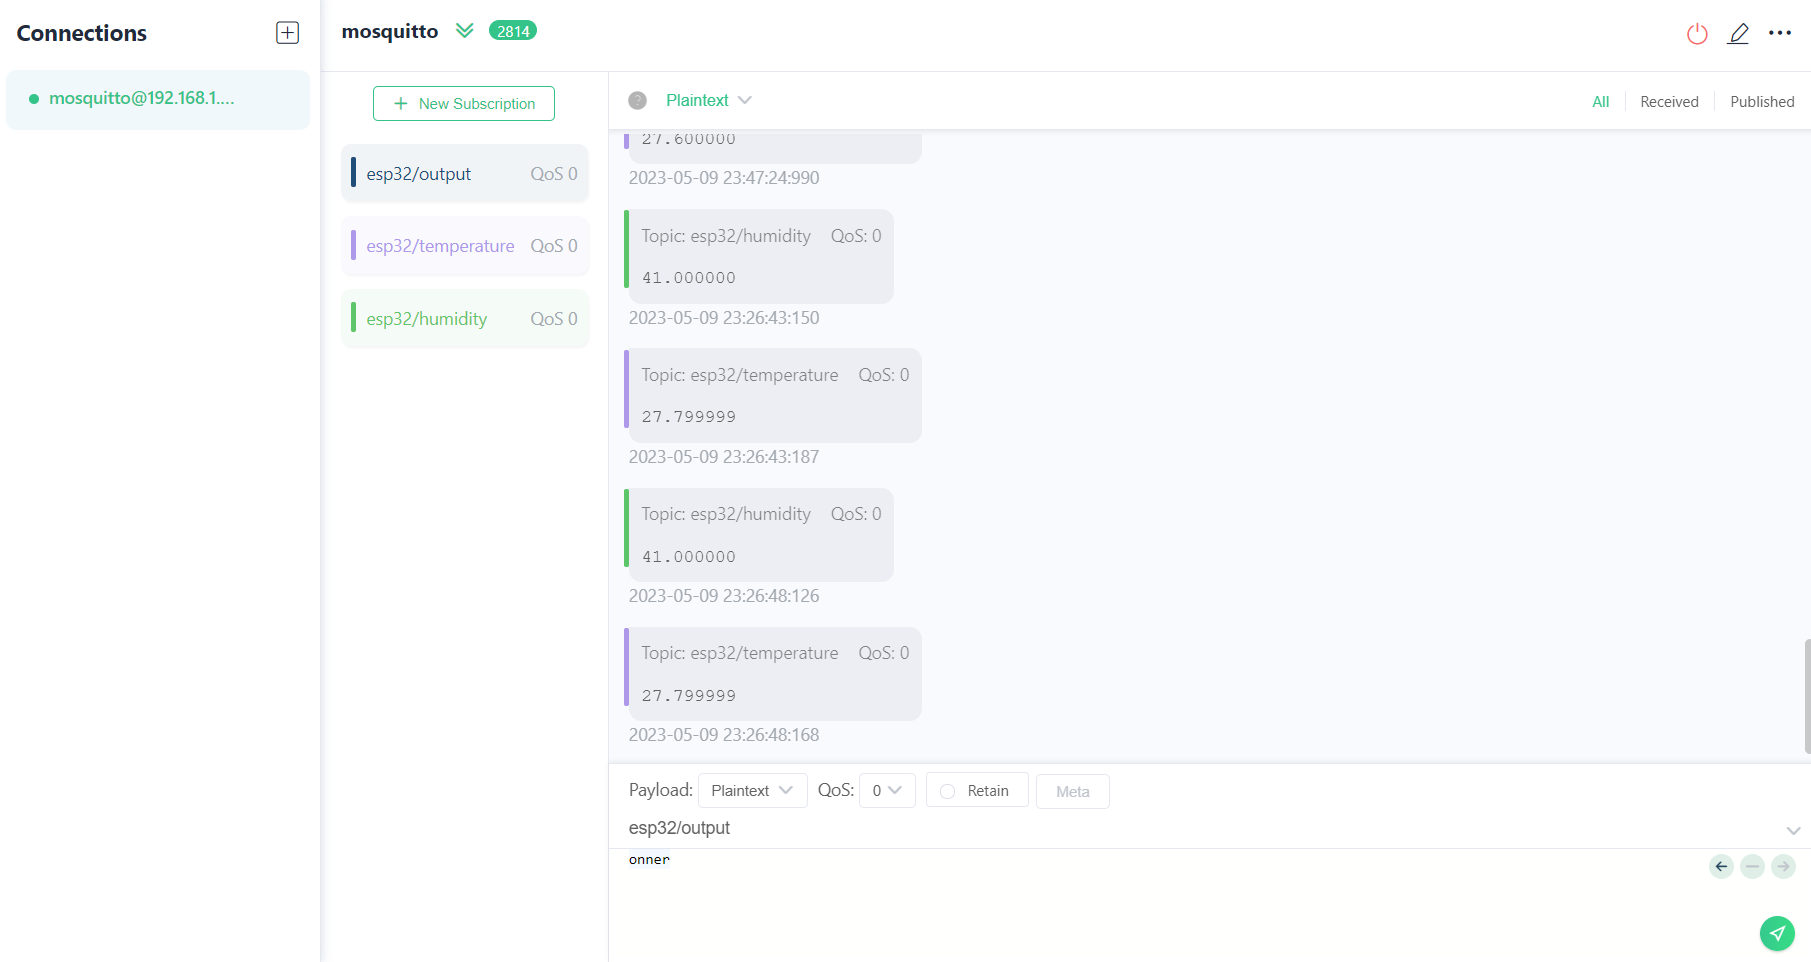 Connections
mosquitto@192.168.1....
mosquitto 2814
New Subscription
esp32/output QoS 0
esp32/temperature QoS 0
esp32/humidity QoS 0
? Plaintext
All Received Published
27.600000
2023-05-09 23:47:24:990
Topic: esp32/humidity QoS: 0
41.000000
2023-05-09 23:26:43:150
Topic: esp32/temperature QoS: 0
27.799999
2023-05-09 23:26:43:187
Topic: esp32/humidity QoS: 0
41.000000
2023-05-09 23:26:48:126
Topic: esp32/temperature QoS: 0
27.799999
2023-05-09 23:26:48:168
Payload: Plaintext QoS: 0 Retain Meta
esp32/output
onner